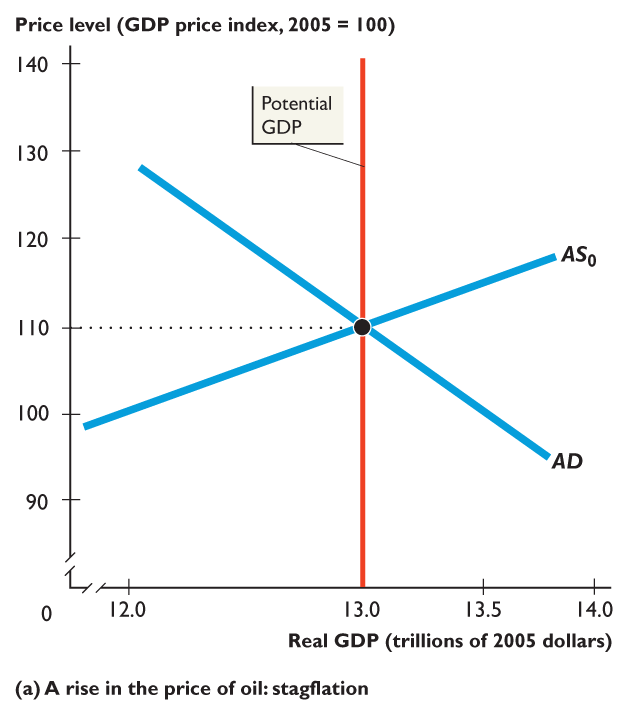 Price level (GDP price index, 2005 = 100)
140
Potential
GDP
130
120
AS₀
110
100
AD
90
0
12.0 13.0 13.5 14.0
Real GDP (trillions of 2005 dollars)
(a) A rise in the price of oil: stagflation